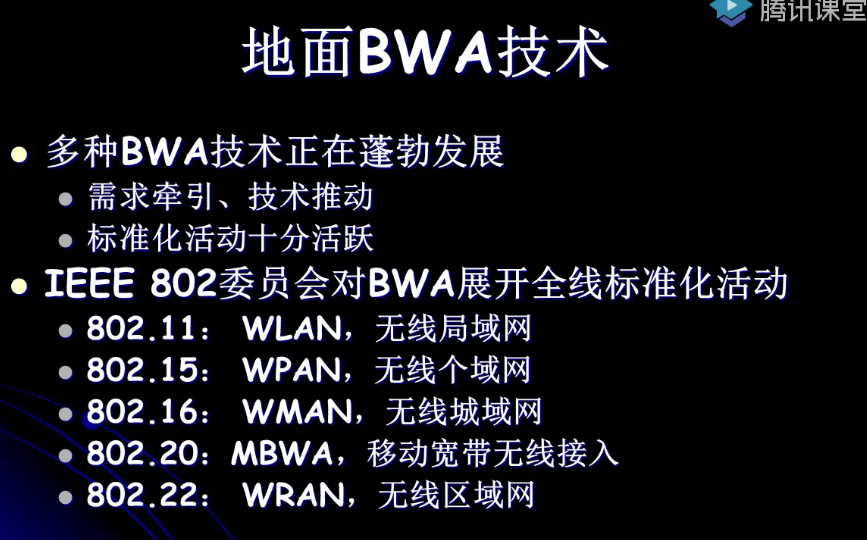 腾讯课堂
地面BWA技术
多种BWA技术正在蓬勃发展
需求牵引、技术推动
标准化活动十分活跃
IEEE 802委员会对BWA展开全线标准化活动
802.11： WLAN，无线局域网
802.15： WPAN，无线个域网
802.16： WMAN，无线城域网
802.20：MBWA，移动宽带无线接入
802.22： WRAN，无线区域网